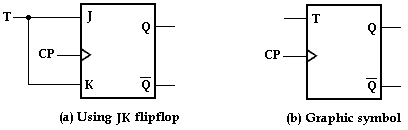 T J Q T Q
CP CP
K Q̅ Q̅
(a) Using JK flipflop (b) Graphic symbol